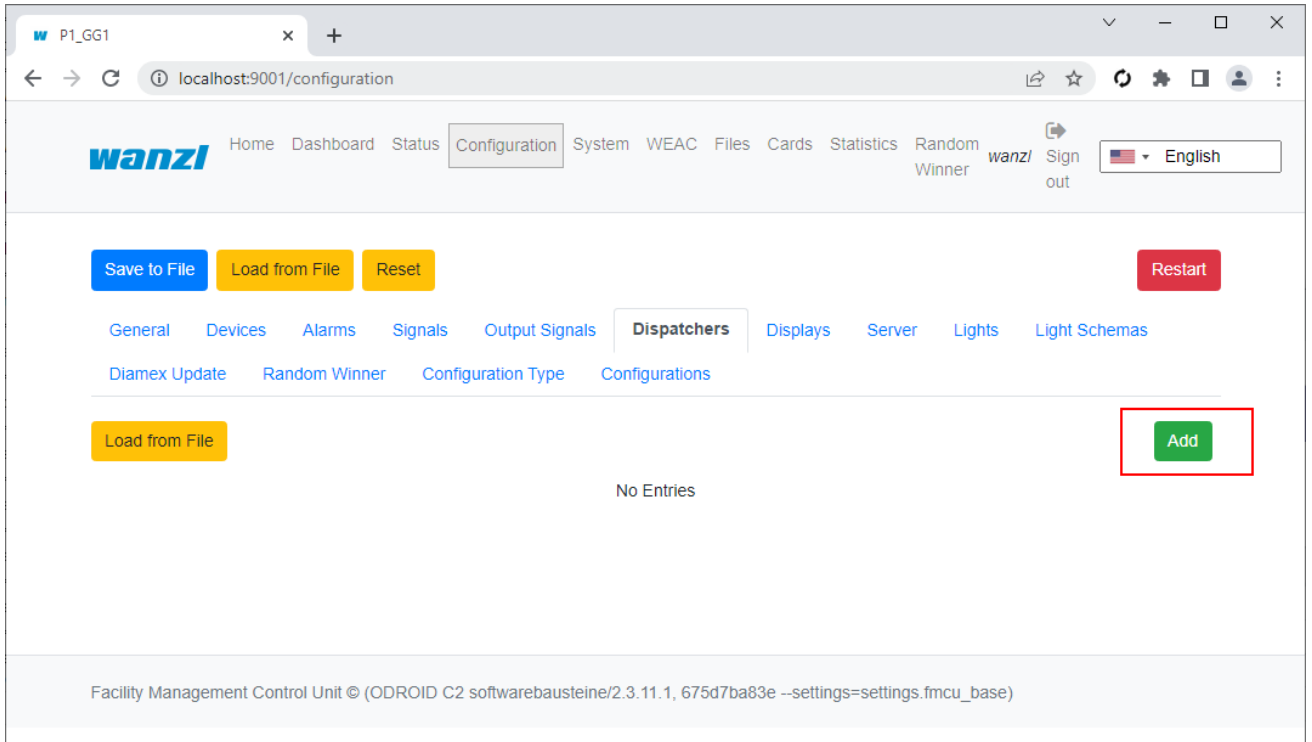 w P1_GG1
localhost:9001/configuration
wanzl Home Dashboard Status Configuration System WEAC Files Cards Statistics Random Winner wanzl Sign out English
Save to File Load from File Reset Restart
General Devices Alarms Signals Output Signals Dispatchers Displays Server Lights Light Schemas
Diamex Update Random Winner Configuration Type Configurations
Load from File Add
No Entries
Facility Management Control Unit © (ODROID C2 softwarebausteine/2.3.11.1, 675d7ba83e --settings=settings.fmcu_base)